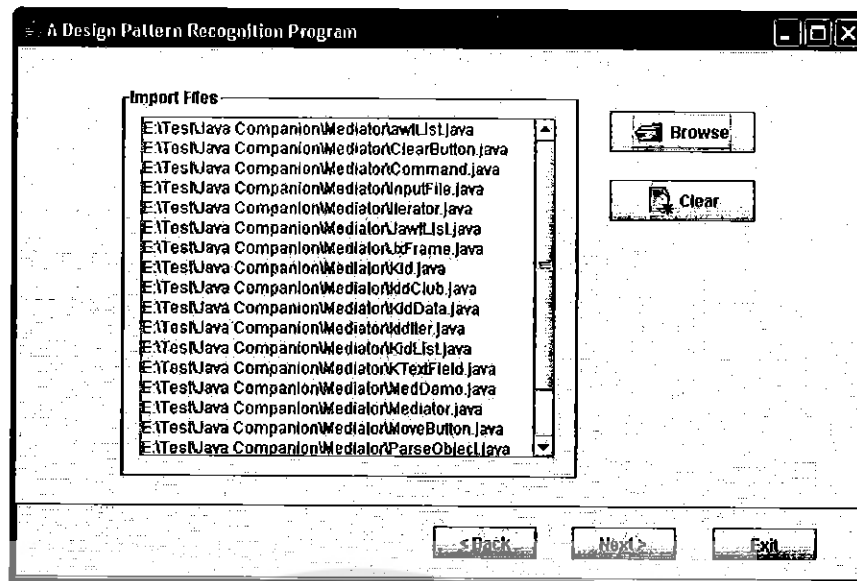 A Design Pattern Recognition Program
Import Files
E:\Test\Java Companion\Mediator\awtList.java
E:\Test\Java Companion\Mediator\ClearButton.java
E:\Test\Java Companion\Mediator\Command.java
E:\Test\Java Companion\Mediator\InputFile.java
E:\Test\Java Companion\Mediator\Iterator.java
E:\Test\Java Companion\Mediator\JawtList.java
E:\Test\Java Companion\Mediator\JxFrame.java
E:\Test\Java Companion\Mediator\Kid.java
E:\Test\Java Companion\Mediator\kidClub.java
E:\Test\Java Companion\Mediator\KidData.java
E:\Test\Java Companion\Mediator\kidIter.java
E:\Test\Java Companion\Mediator\KidList.java
E:\Test\Java Companion\Mediator\KTextField.java
E:\Test\Java Companion\Mediator\MedDemo.java
E:\Test\Java Companion\Mediator\Mediator.java
E:\Test\Java Companion\Mediator\MoveButton.java
E:\Test\Java Companion\Mediator\ParseObject.java
Browse
Clear
< Back
Next >
Exit